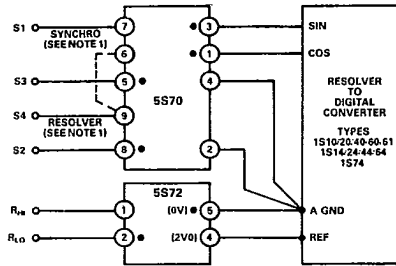 S1 7 3 SIN
SYNCHRO
(SEE NOTE 1)
6 1 COS
S3 5 4
5S70
S4 9
RESOLVER
(SEE NOTE 1)
S2 8 2
RESOLVER
TO
DIGITAL
CONVERTER
TYPES
1S10/20/40·60·61
1S14/24/44/64
1S74
5S72
RHI 1 (0V) 5 A GND
RLO 2 (2V0) 4 REF